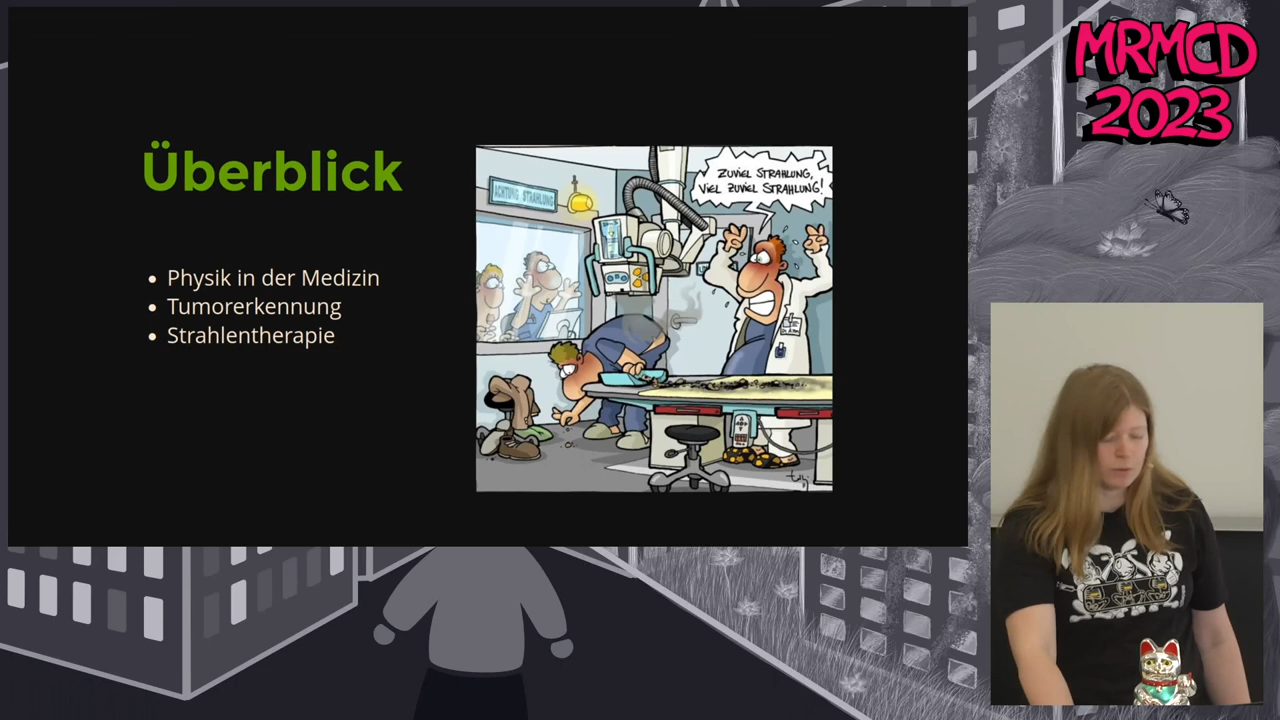 Überblick
Physik in der Medizin
Tumorerkennung
Strahlentherapie
ACHTUNG STRAHLUNG
ZUVIEL STRAHLUNG,
VIEL ZUVIEL STRAHLUNG!
MRMCD
2023